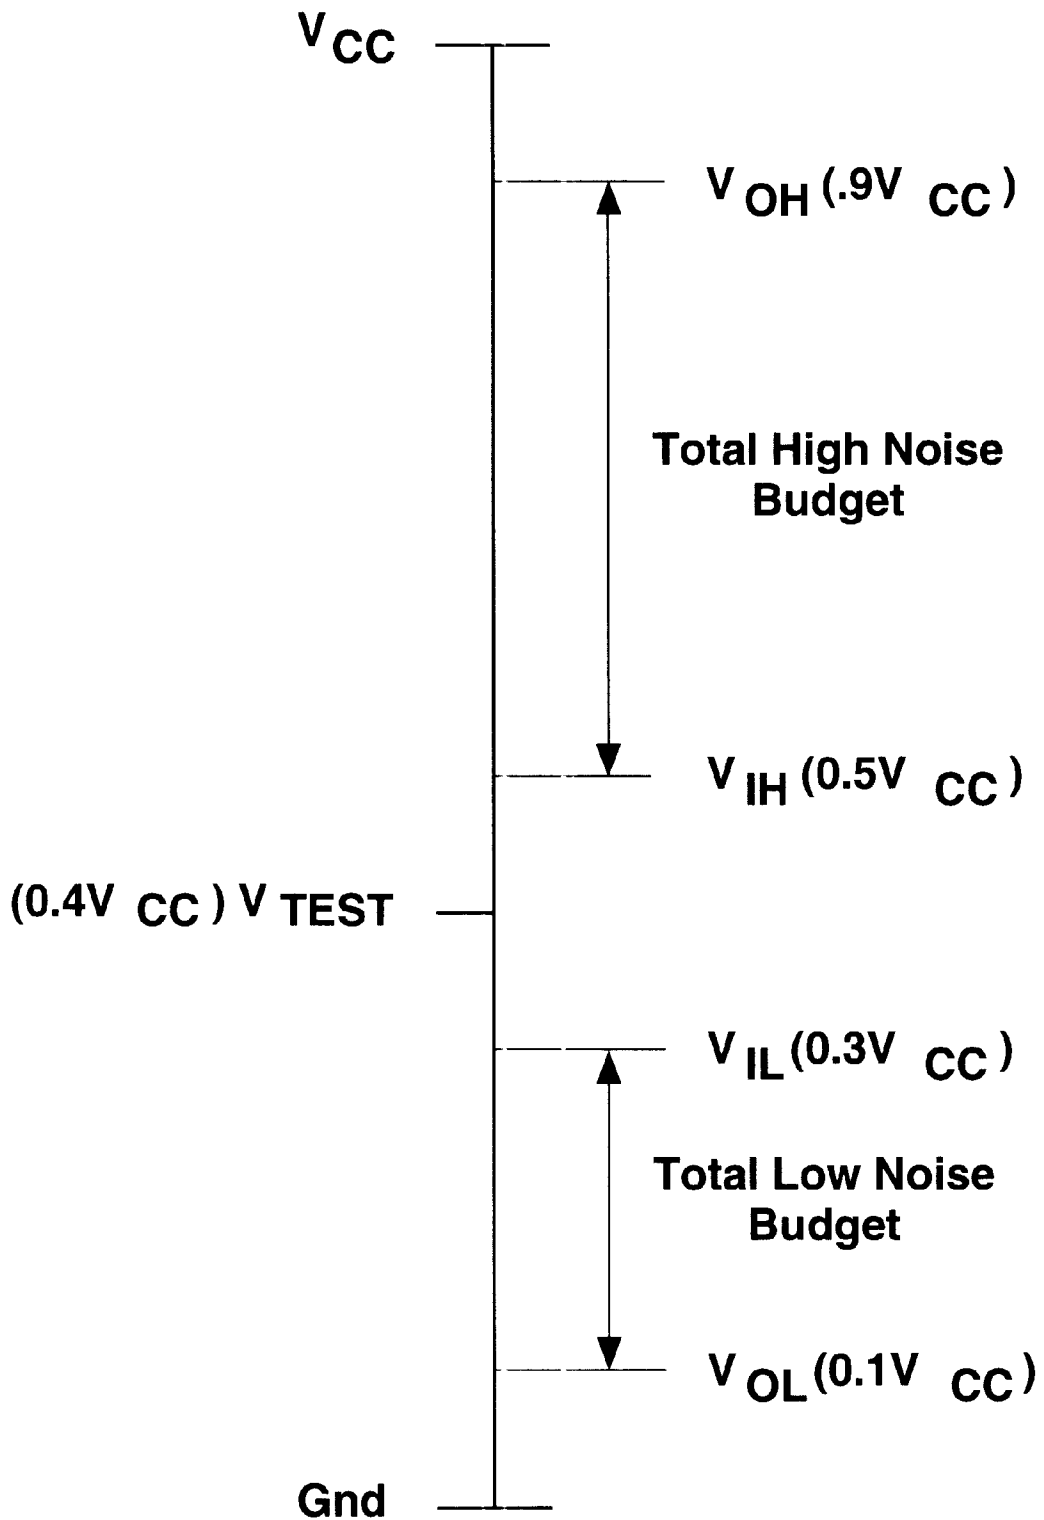 VCC
VOH (.9V CC)
Total High Noise
Budget
VIH (0.5V CC)
(0.4V CC) V TEST
VIL (0.3V CC)
Total Low Noise
Budget
VOL (0.1V CC)
Gnd